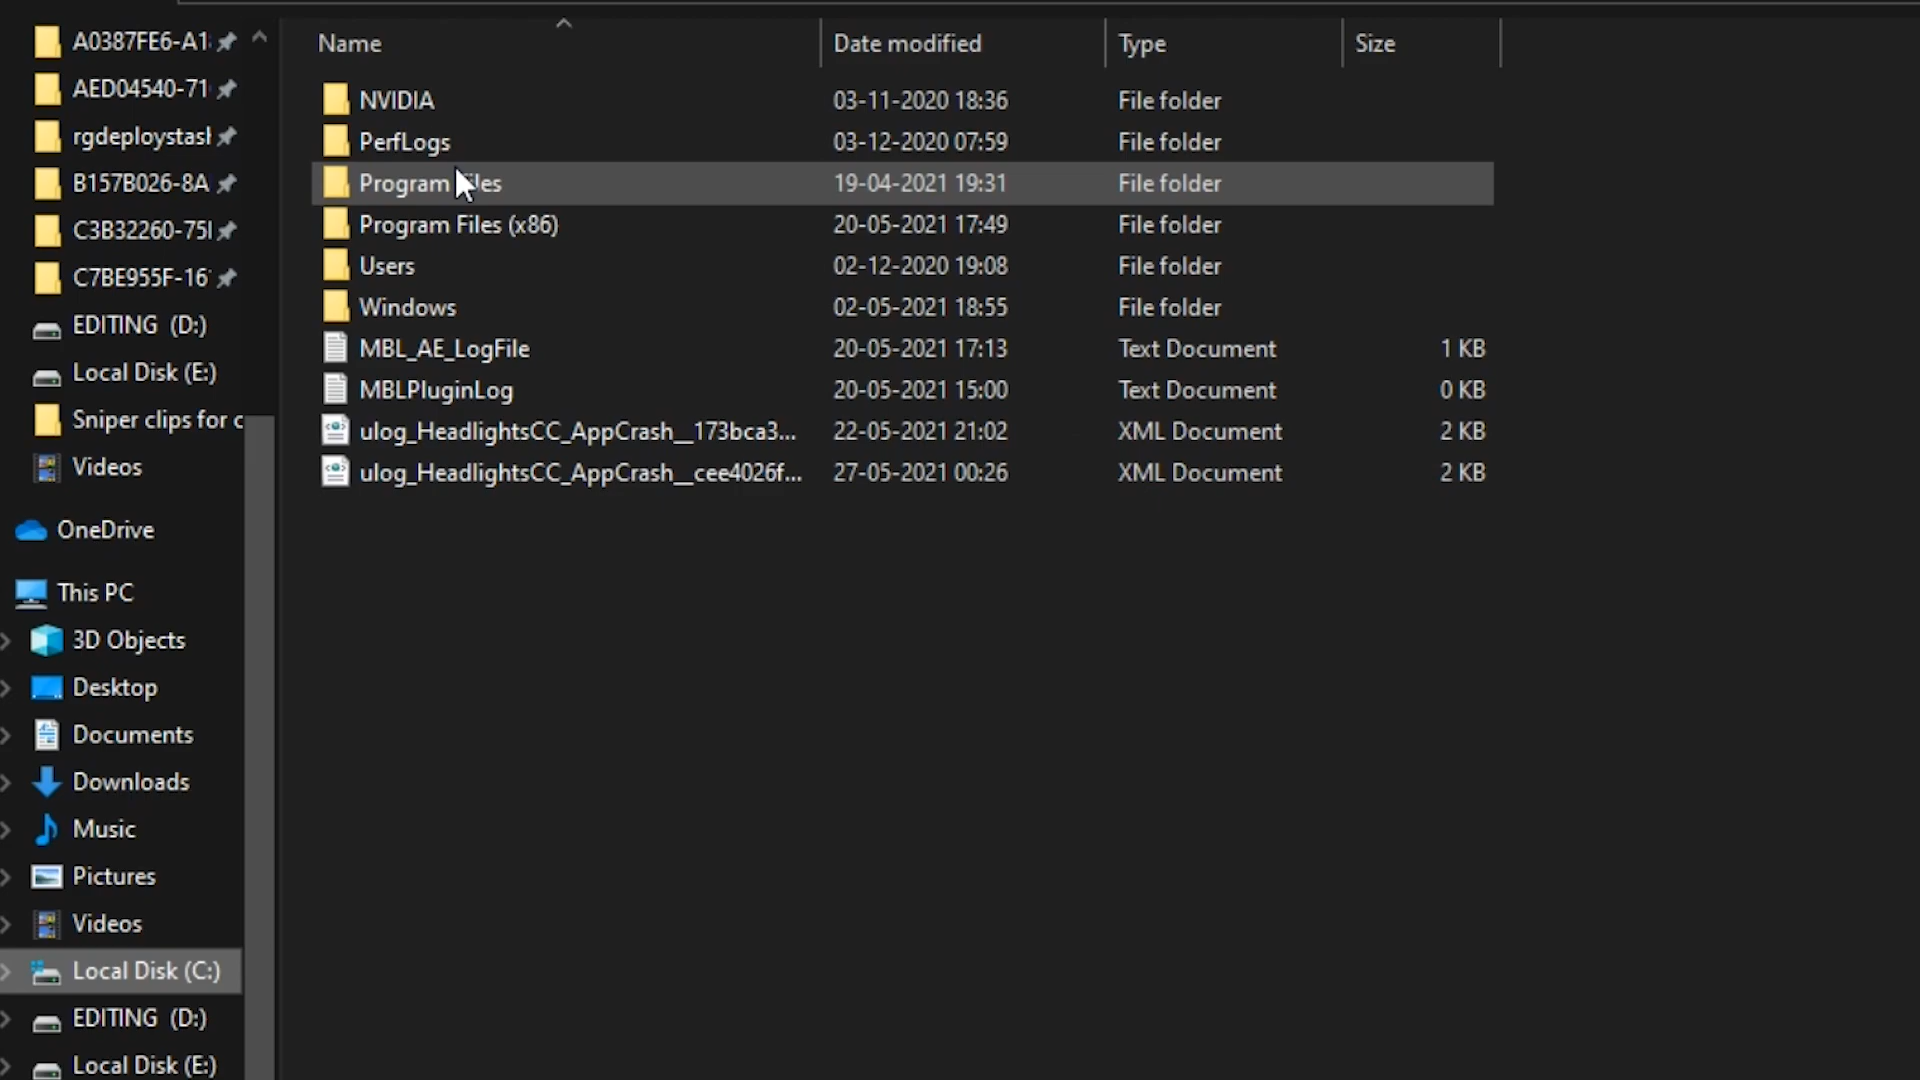 Name Date modified Type Size
A0387FE6-A1
AED04540-71
rgdeploystas
B157B026-8A
C3B32260-75
C7BE955F-16
EDITING (D:)
Local Disk (E:)
Sniper clips for c
Videos
OneDrive
This PC
3D Objects
Desktop
Documents
Downloads
Music
Pictures
Videos
Local Disk (C:)
EDITING (D:)
Local Disk (E:)
NVIDIA 03-11-2020 18:36 File folder
PerfLogs 03-12-2020 07:59 File folder
Program Files 19-04-2021 19:31 File folder
Program Files (x86) 20-05-2021 17:49 File folder
Users 02-12-2020 19:08 File folder
Windows 02-05-2021 18:55 File folder
MBL_AE_LogFile 20-05-2021 17:13 Text Document 1 KB
MBLPluginLog 20-05-2021 15:00 Text Document 0 KB
ulog_HeadlightsCC_AppCrash__173bca3... 22-05-2021 21:02 XML Document 2 KB
ulog_HeadlightsCC_AppCrash__cee4026f... 27-05-2021 00:26 XML Document 2 KB